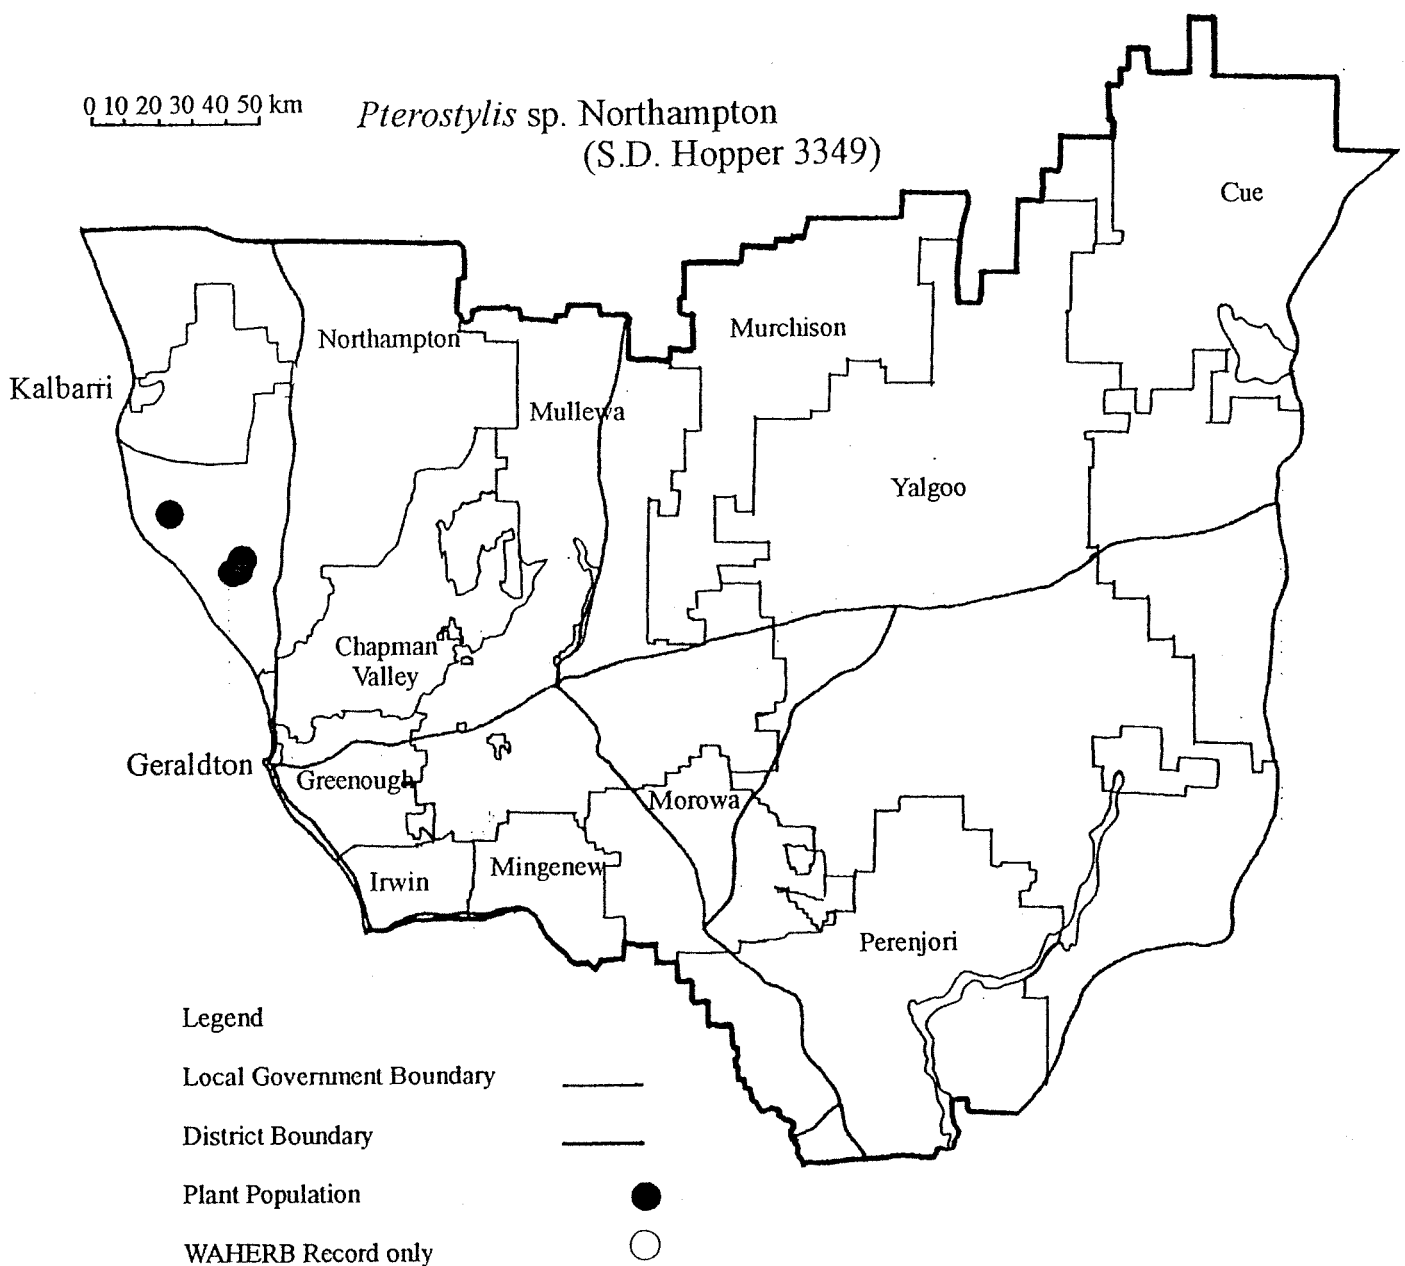 0 10 20 30 40 50 km
Pterostylis sp. Northampton
(S.D. Hopper 3349)
Cue
Murchison
Northampton
Kalbarri
Mullewa
Yalgoo
Chapman
Valley
Geraldton
Greenough
Morowa
Mingenew
Irwin
Perenjori
Legend
Local Government Boundary
District Boundary
Plant Population
WAHERB Record only